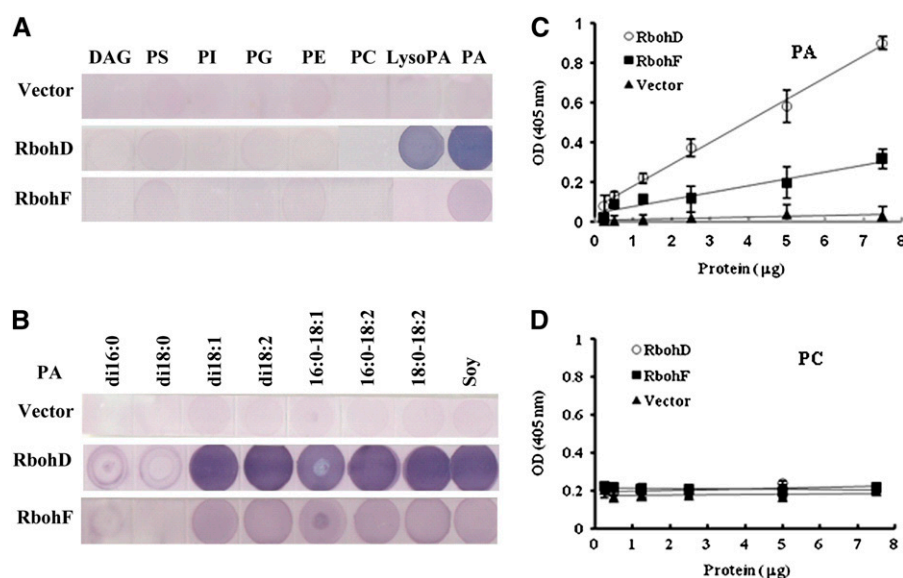 A
DAG PS PI PG PE PC LysoPA PA
Vector
RbohD
RbohF
B
PA di16:0 di18:0 di18:1 di18:2 16:0-18:1 16:0-18:2 18:0-18:2 Soy
Vector
RbohD
RbohF
C
PA
RbohD
RbohF
Vector
OD (405 nm)
1
0.8
0.6
0.4
0.2
0
0 1 2 3 4 5 6 7 8
Protein (μg)
D
PC
RbohD
RbohF
Vector
OD (405 nm)
1
0.8
0.6
0.4
0.2
0
0 1 2 3 4 5 6 7 8
Protein (μg)